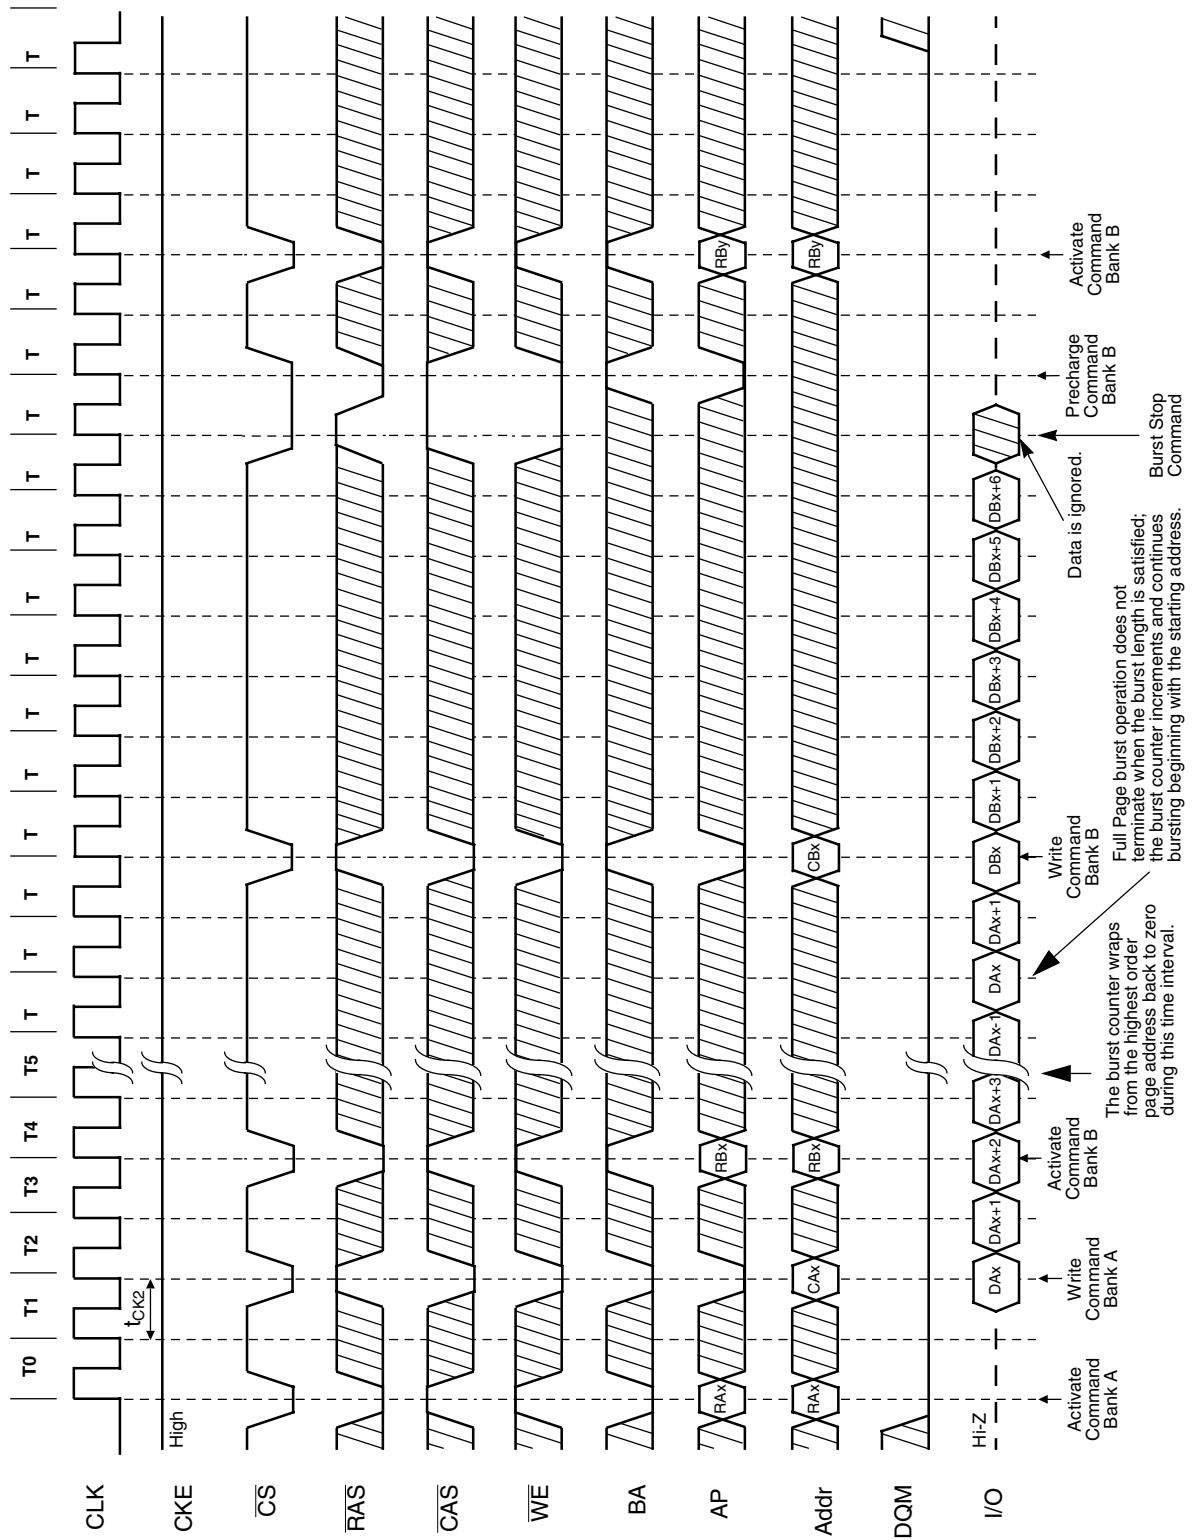 T0 T1 T2 T3 T4 T5 T T T T T T T T T T T T T T T T T
CLK
tCK2
CKE
High
CS
RAS
CAS
WE
BA
AP
RAx RBx RBy
Addr
RAx CAx RBx CBx RBy
DQM
I/O
Hi-Z
DAx DAx+1 DAx+2 DAx+3 DAx-1 DAx DAx+1 DBx DBx+1 DBx+2 DBx+3 DBx+4 DBx+5 DBx+6
Activate
Command
Bank A
Write
Command
Bank A
Activate
Command
Bank B
The burst counter wraps
from the highest order
page address back to zero
during this time interval.
Write
Command
Bank B
Full Page burst operation does not
terminate when the burst length is satisfied;
the burst counter increments and continues
bursting beginning with the starting address.
Data is ignored.
Burst Stop
Command
Precharge
Command
Bank B
Activate
Command
Bank B